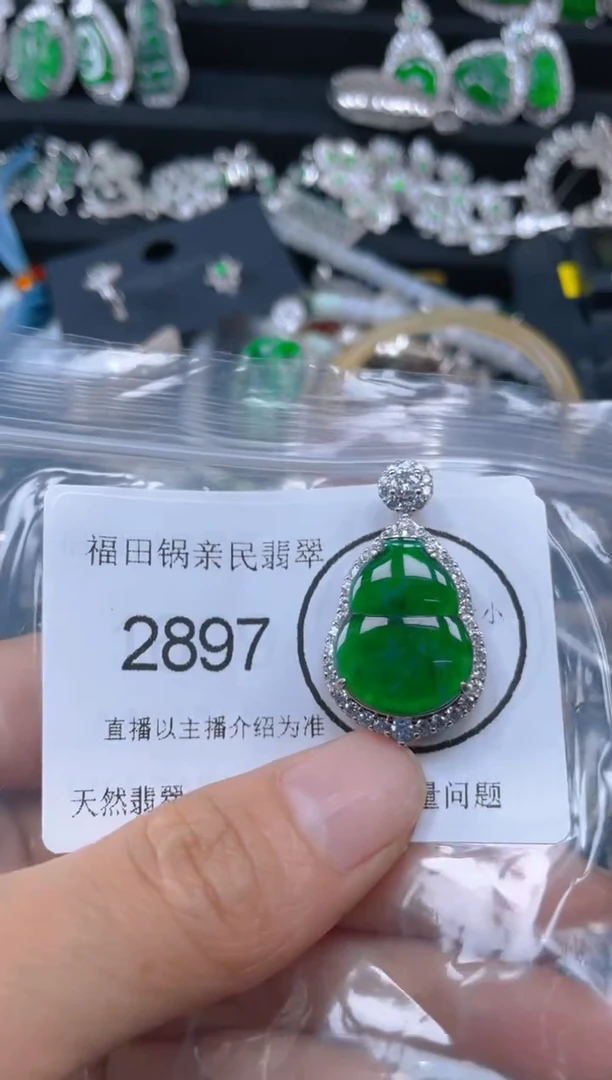 福田锅亲民翡翠
小
2897
直播以主播介绍为准
天然翡翠 量问题